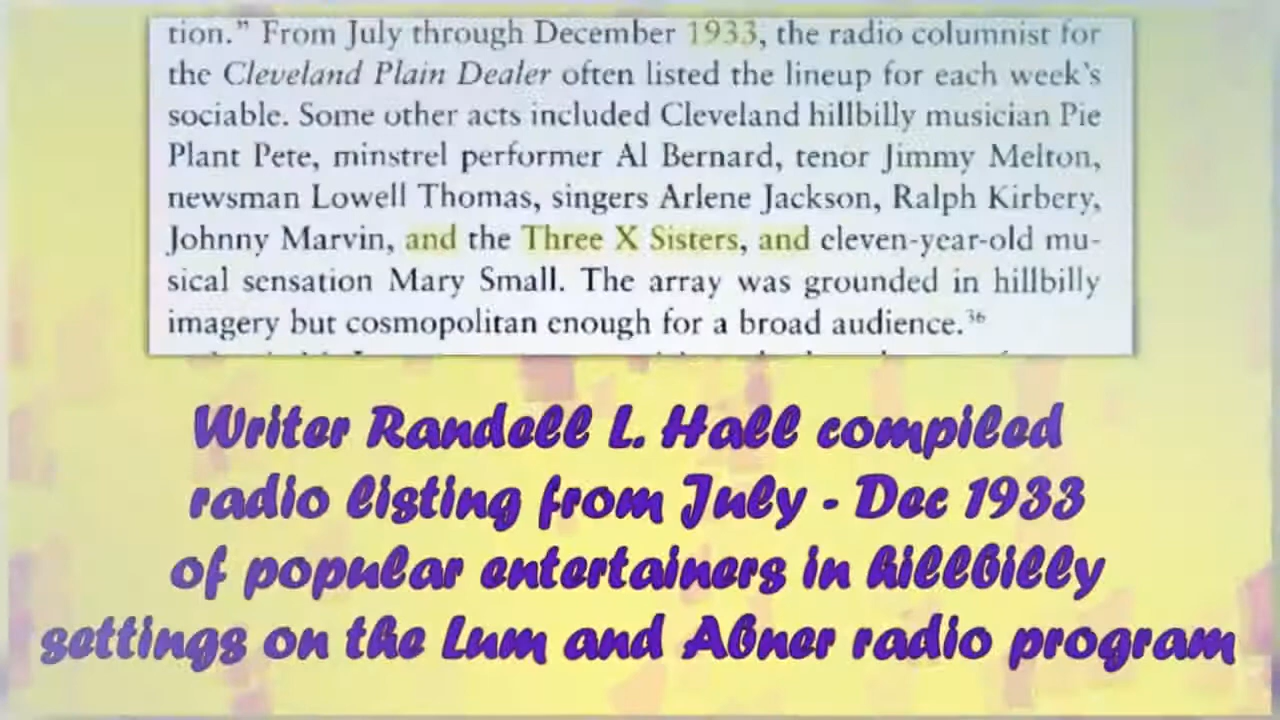 tion.” From July through December 1933, the radio columnist for
the Cleveland Plain Dealer often listed the lineup for each week’s
sociable. Some other acts included Cleveland hillbilly musician Pie
Plant Pete, minstrel performer Al Bernard, tenor Jimmy Melton,
newsman Lowell Thomas, singers Arlene Jackson, Ralph Kirbery,
Johnny Marvin, and the Three X Sisters, and eleven-year-old mu-
sical sensation Mary Small. The array was grounded in hillbilly
imagery but cosmopolitan enough for a broad audience.36
Writer Randell L. Hall compiled
radio listing from July - Dec 1933
of popular entertainers in hillbilly
settings on the Lum and Abner radio program